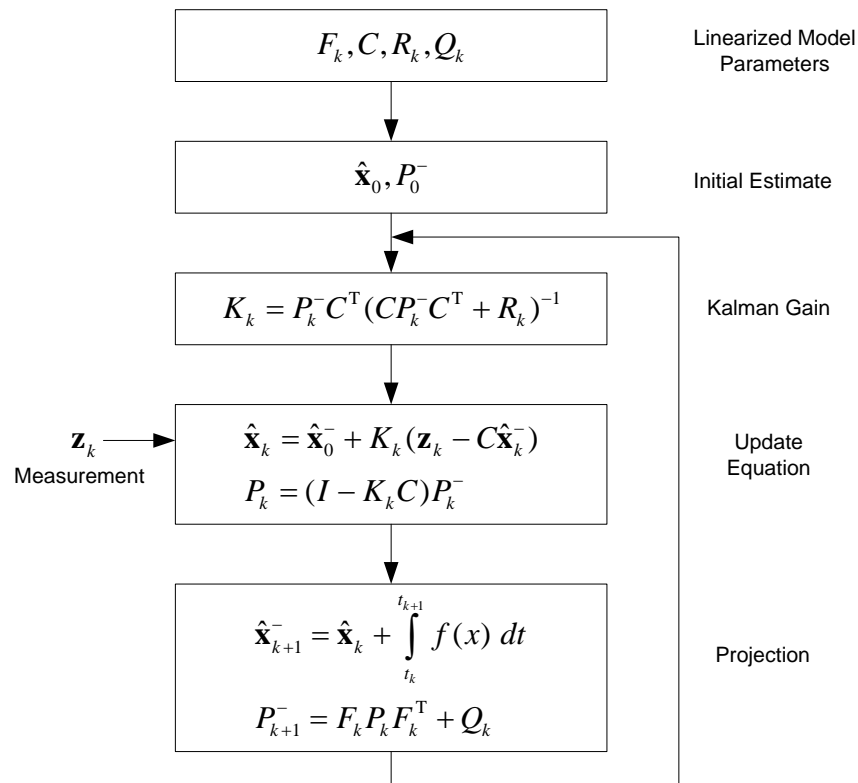 F_k, C, R_k, Q_k
Linearized Model
Parameters
x̂_0, P_0^-
Initial Estimate
K_k = P_k^- C^T (C P_k^- C^T + R_k)^{-1}
Kalman Gain
z_k
Measurement
x̂_k = x̂_0^- + K_k (z_k − C x̂_k^-)
P_k = (I − K_k C) P_k^-
Update
Equation
x̂_{k+1}^- = x̂_k + ∫_{t_k}^{t_{k+1}} f(x) dt
P_{k+1}^- = F_k P_k F_k^T + Q_k
Projection